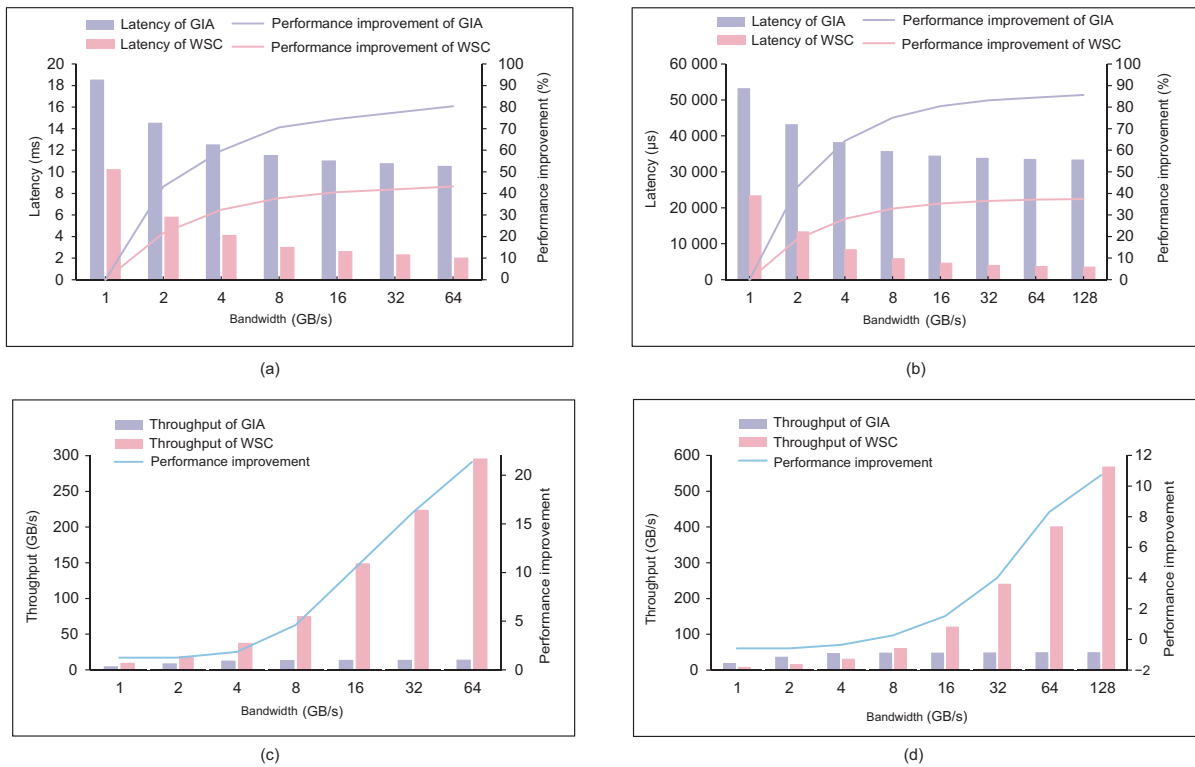 Latency of GIA
Performance improvement of GIA
Latency of WSC
Performance improvement of WSC
Latency (ms)
20
18
16
14
12
10
8
6
4
2
0
100
90
80
70
60
50
40
30
20
10
0
Performance improvement (%)
1 2 4 8 16 32 64
Bandwidth (GB/s)
(a)
Latency of GIA
Performance improvement of GIA
Latency of WSC
Performance improvement of WSC
Latency (µs)
60 000
50 000
40 000
30 000
20 000
10 000
0
100
90
80
70
60
50
40
30
20
10
0
Performance improvement (%)
1 2 4 8 16 32 64 128
Bandwidth (GB/s)
(b)
Throughput of GIA
Throughput of WSC
Performance improvement
Throughput (GB/s)
300
250
200
150
100
50
0
20
15
10
5
0
Performance improvement
1 2 4 8 16 32 64
Bandwidth (GB/s)
(c)
Throughput of GIA
Throughput of WSC
Performance improvement
Throughput (GB/s)
600
500
400
300
200
100
0
12
10
8
6
4
2
0
−2
Performance improvement
1 2 4 8 16 32 64 128
Bandwidth (GB/s)
(d)